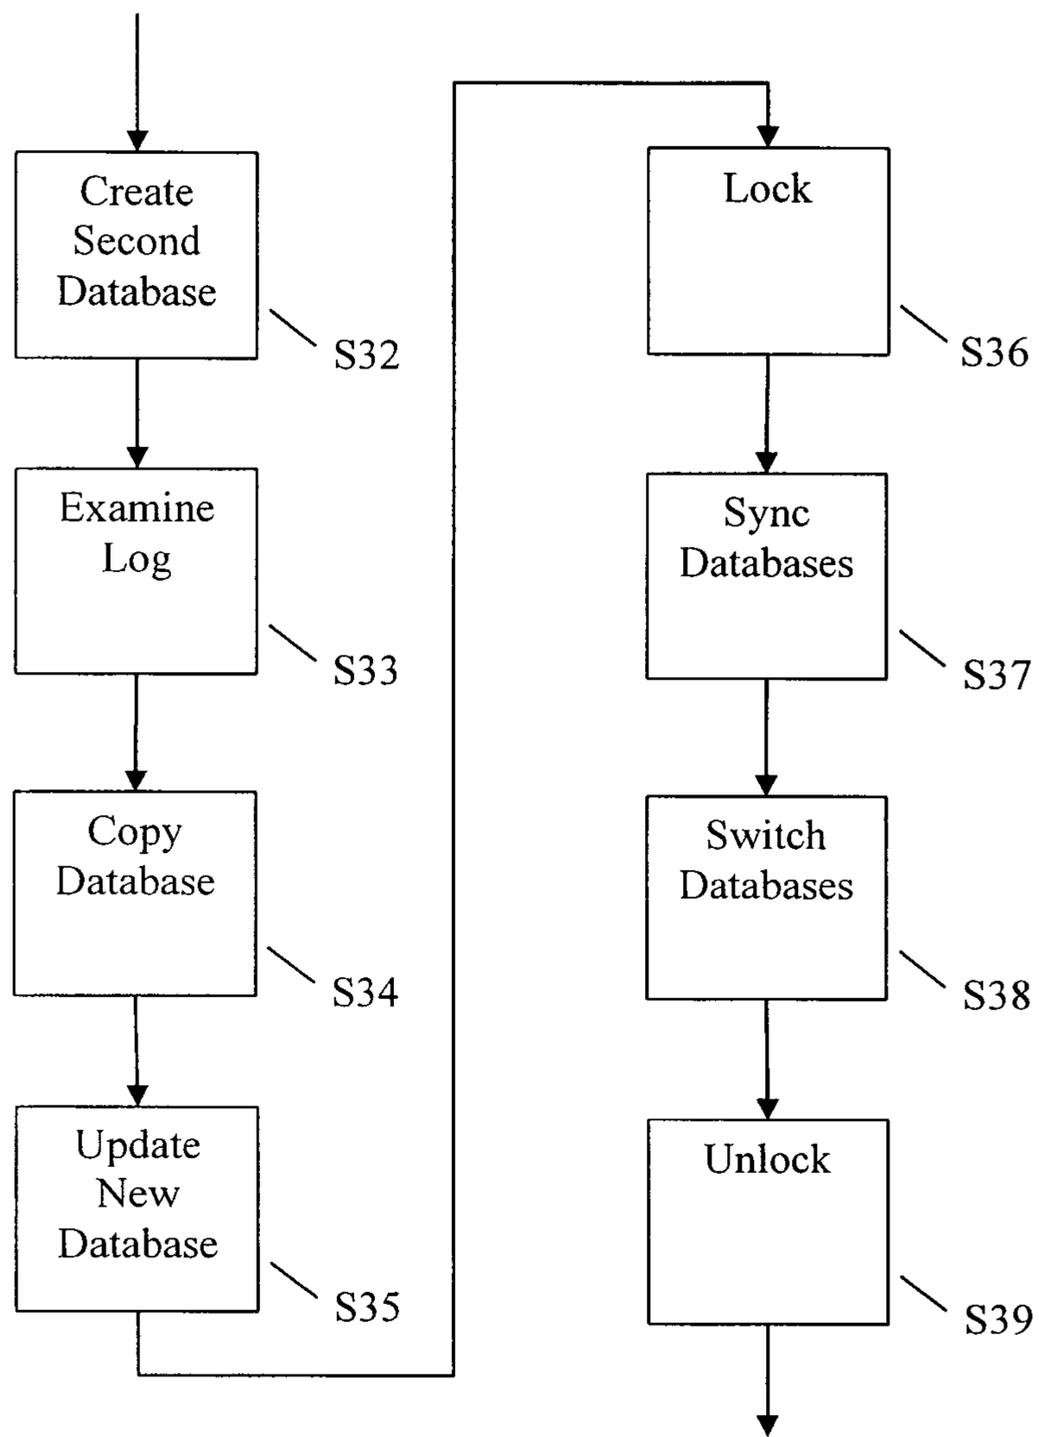 Create
Second
Database
S32
Examine
Log
S33
Copy
Database
S34
Update
New
Database
S35
Lock
S36
Sync
Databases
S37
Switch
Databases
S38
Unlock
S39